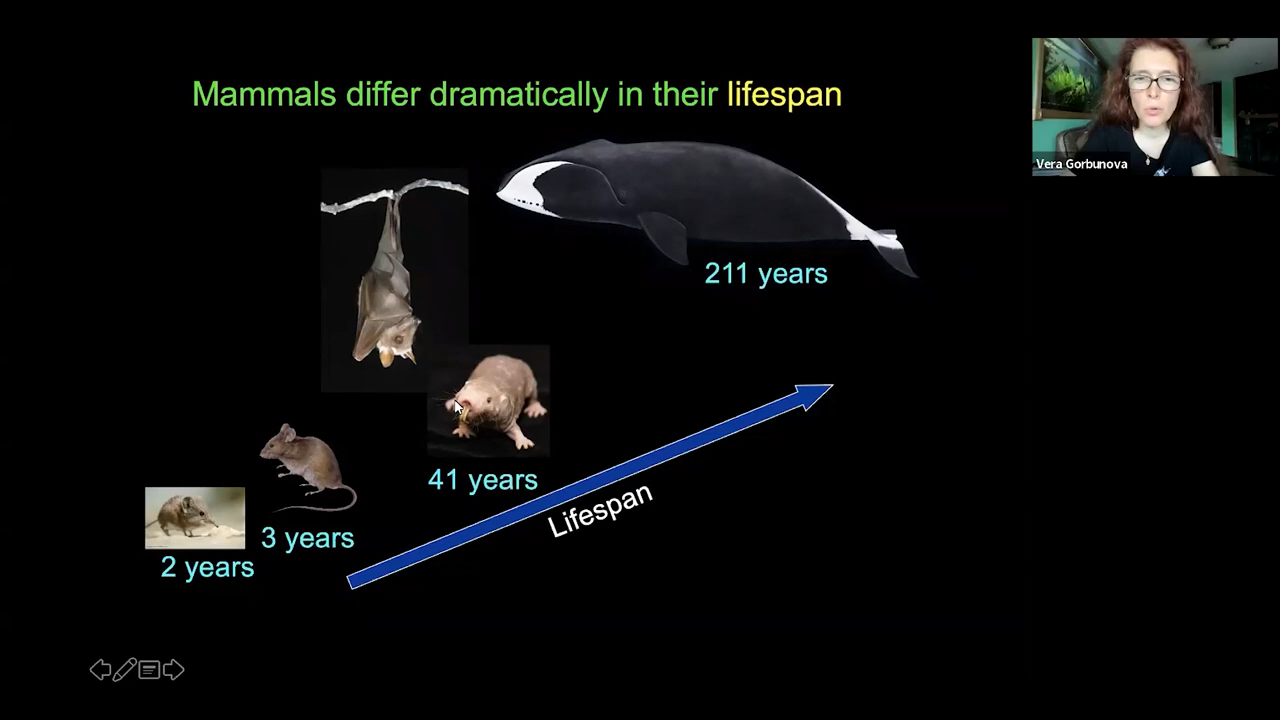 Mammals differ dramatically in their lifespan
Vera Gorbunova
211 years
41 years
Lifespan
3 years
2 years